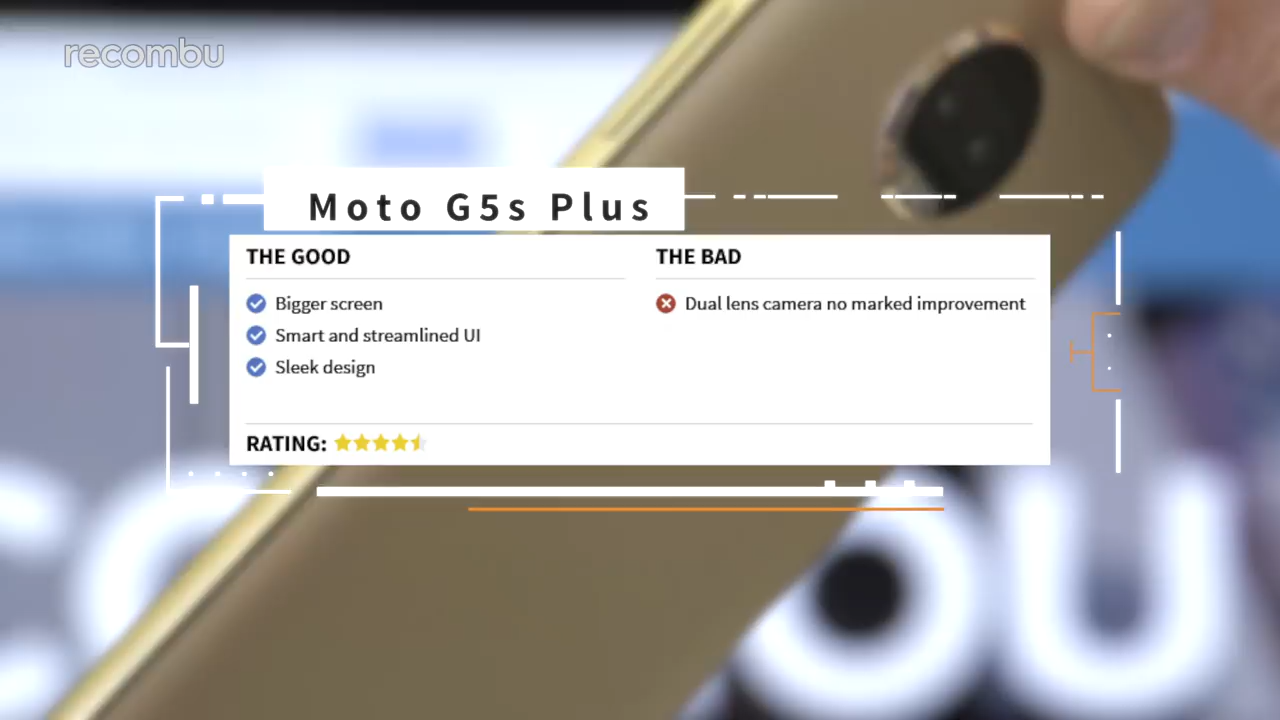 recombu
Moto G5s Plus
THE GOOD
Bigger screen
Smart and streamlined UI
Sleek design
THE BAD
Dual lens camera no marked improvement
RATING: